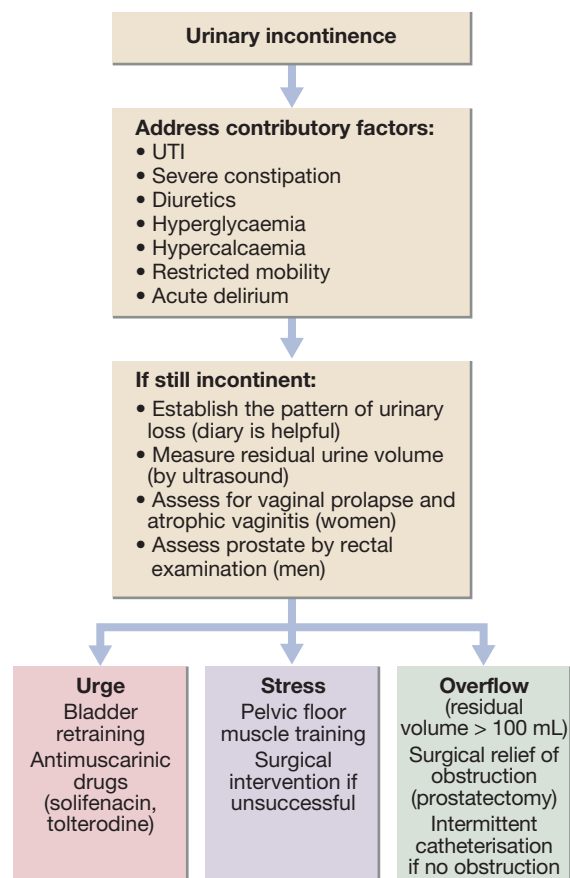 Urinary incontinence
Address contributory factors:
• UTI
• Severe constipation
• Diuretics
• Hyperglycaemia
• Hypercalcaemia
• Restricted mobility
• Acute delirium
If still incontinent:
• Establish the pattern of urinary
loss (diary is helpful)
• Measure residual urine volume
(by ultrasound)
• Assess for vaginal prolapse and
atrophic vaginitis (women)
• Assess prostate by rectal
examination (men)
Urge
Bladder
retraining
Antimuscarinic
drugs
(solifenacin,
tolterodine)
Stress
Pelvic floor
muscle training
Surgical
intervention if
unsuccessful
Overflow
(residual
volume > 100 mL)
Surgical relief of
obstruction
(prostatectomy)
Intermittent
catheterisation
if no obstruction